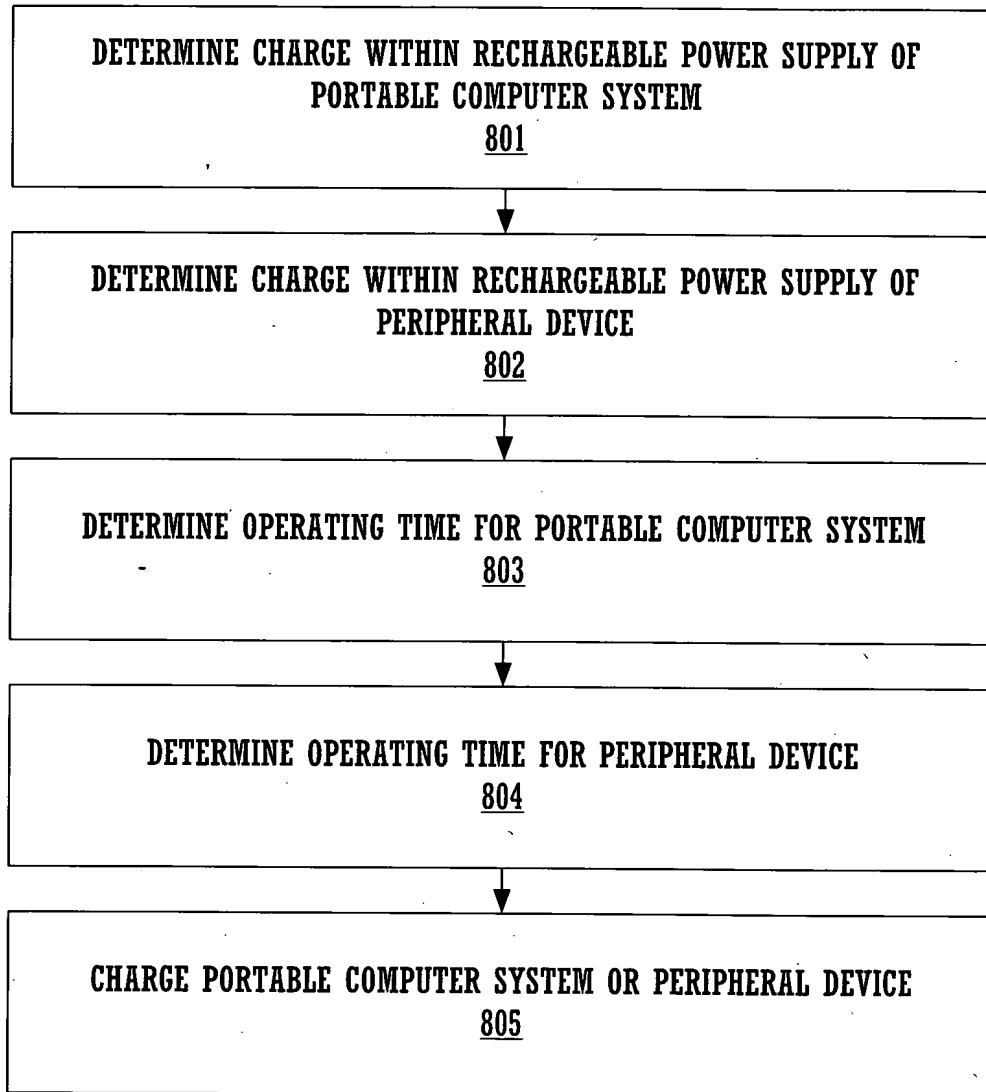 DETERMINE CHARGE WITHIN RECHARGEABLE POWER SUPPLY OF
PORTABLE COMPUTER SYSTEM
801
DETERMINE CHARGE WITHIN RECHARGEABLE POWER SUPPLY OF
PERIPHERAL DEVICE
802
DETERMINE OPERATING TIME FOR PORTABLE COMPUTER SYSTEM
803
DETERMINE OPERATING TIME FOR PERIPHERAL DEVICE
804
CHARGE PORTABLE COMPUTER SYSTEM OR PERIPHERAL DEVICE
805